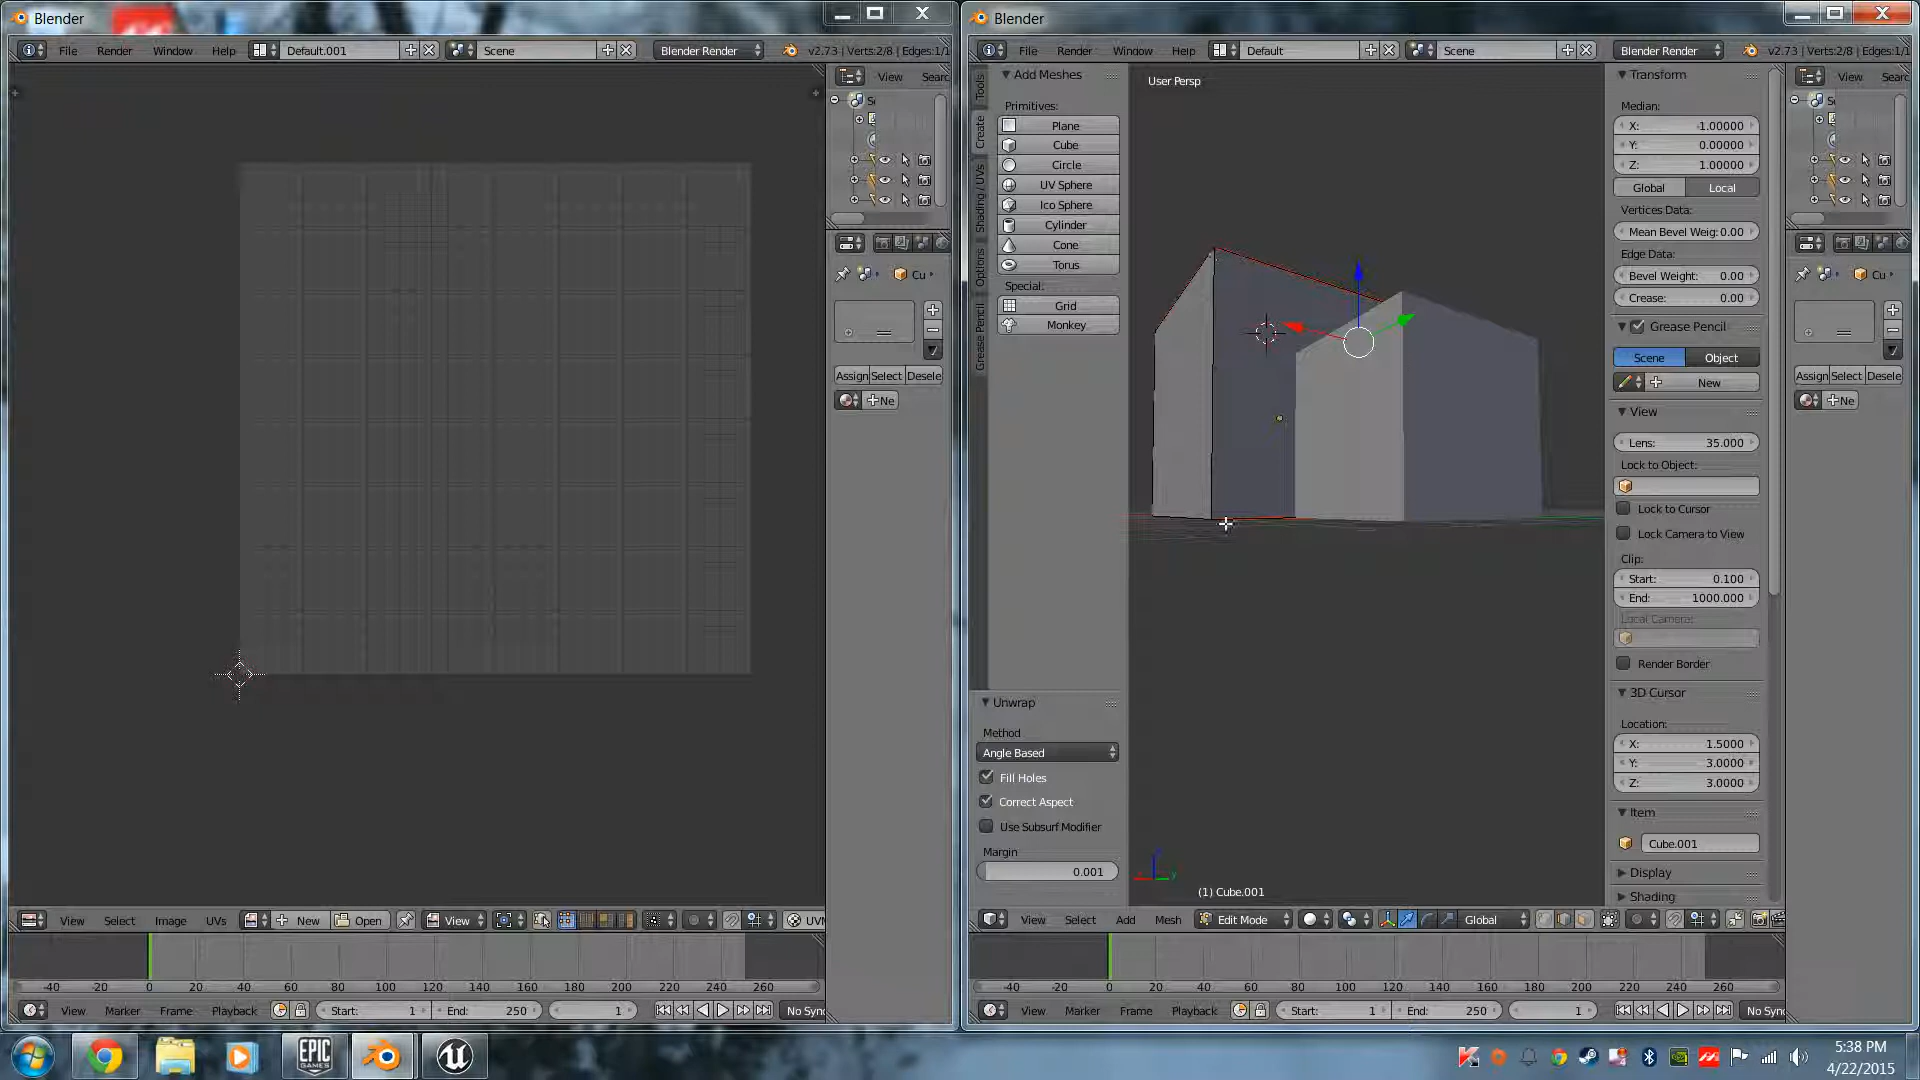 Blender
File Render Window Help Default.001 Scene Blender Render v2.73 | Verts:2/8 | Edges:1/1
View Searc
Cu
Assign Select Desele
Ne
View Select Image UVs New Open View UVM
-40 -20 0 20 40 60 80 100 120 140 160 180 200 220 240 260
View Marker Frame Playback Start: 1 End: 250 1 No Sync
Blender
File Render Window Help Default Scene Blender Render v2.73 | Verts:2/8 | Edges:1/1
Tools
Create
Shading / UVs
Options
Grease Pencil
Add Meshes
Primitives:
Plane
Cube
Circle
UV Sphere
Ico Sphere
Cylinder
Cone
Torus
Special:
Grid
Monkey
Unwrap
Method
Angle Based
Fill Holes
Correct Aspect
Use Subsurf Modifier
Margin
0.001
User Persp
(1) Cube.001
Transform
Median:
X: -1.00000
Y: 0.00000
Z: 1.00000
Global Local
Vertices Data:
Mean Bevel Weig: 0.00
Edge Data:
Bevel Weight: 0.00
Crease: 0.00
Grease Pencil
Scene Object
New
View
Lens: 35.000
Lock to Object:
Lock to Cursor
Lock Camera to View
Clip:
Start: 0.100
End: 1000.000
Local Camera:
Render Border
3D Cursor
Location:
X: 1.5000
Y: 3.0000
Z: 3.0000
Item
Cube.001
Display
Shading
View Searc
Cu
Assign Select Desele
Ne
View Select Add Mesh Edit Mode Global
-40 -20 0 20 40 60 80 100 120 140 160 180 200 220 240 260
View Marker Frame Playback Start: 1 End: 250 1 No Sync
EPIC
GAMES
5:38 PM
4/22/2015